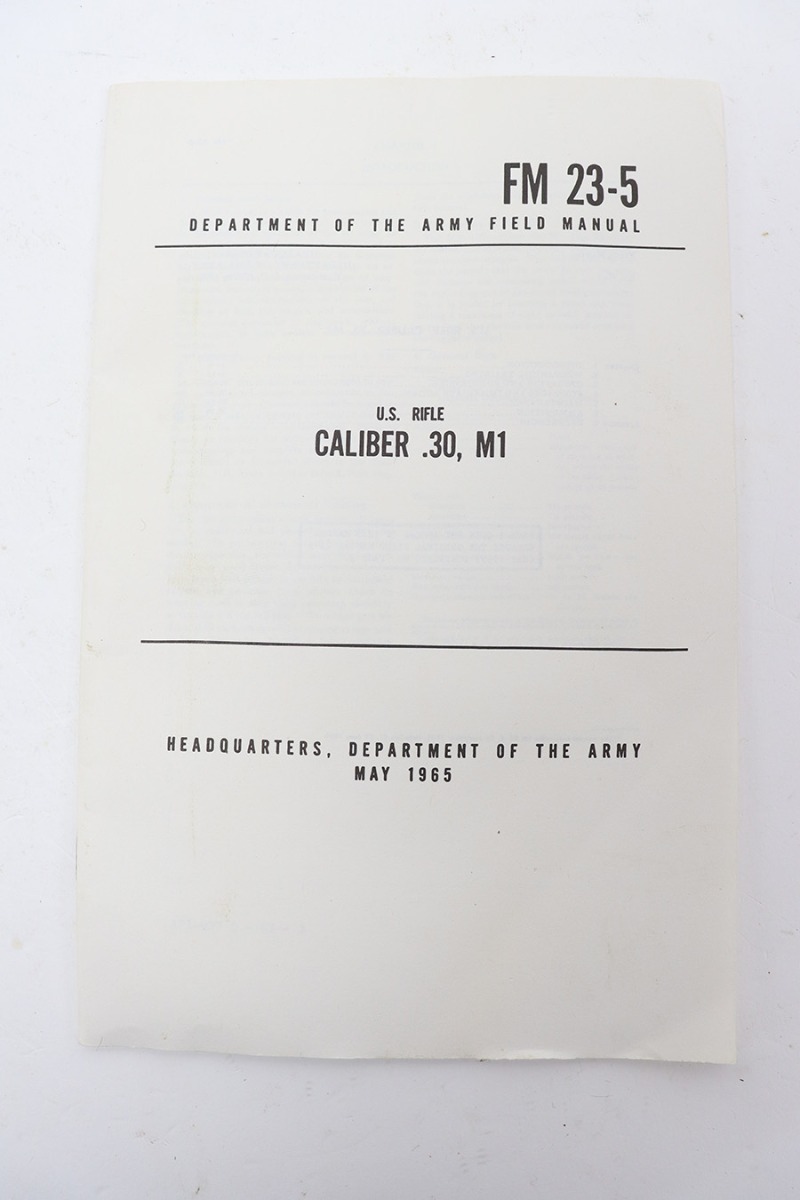 FM 23-5
DEPARTMENT OF THE ARMY FIELD MANUAL
U.S. RIFLE
CALIBER .30, M1
HEADQUARTERS, DEPARTMENT OF THE ARMY
MAY 1965